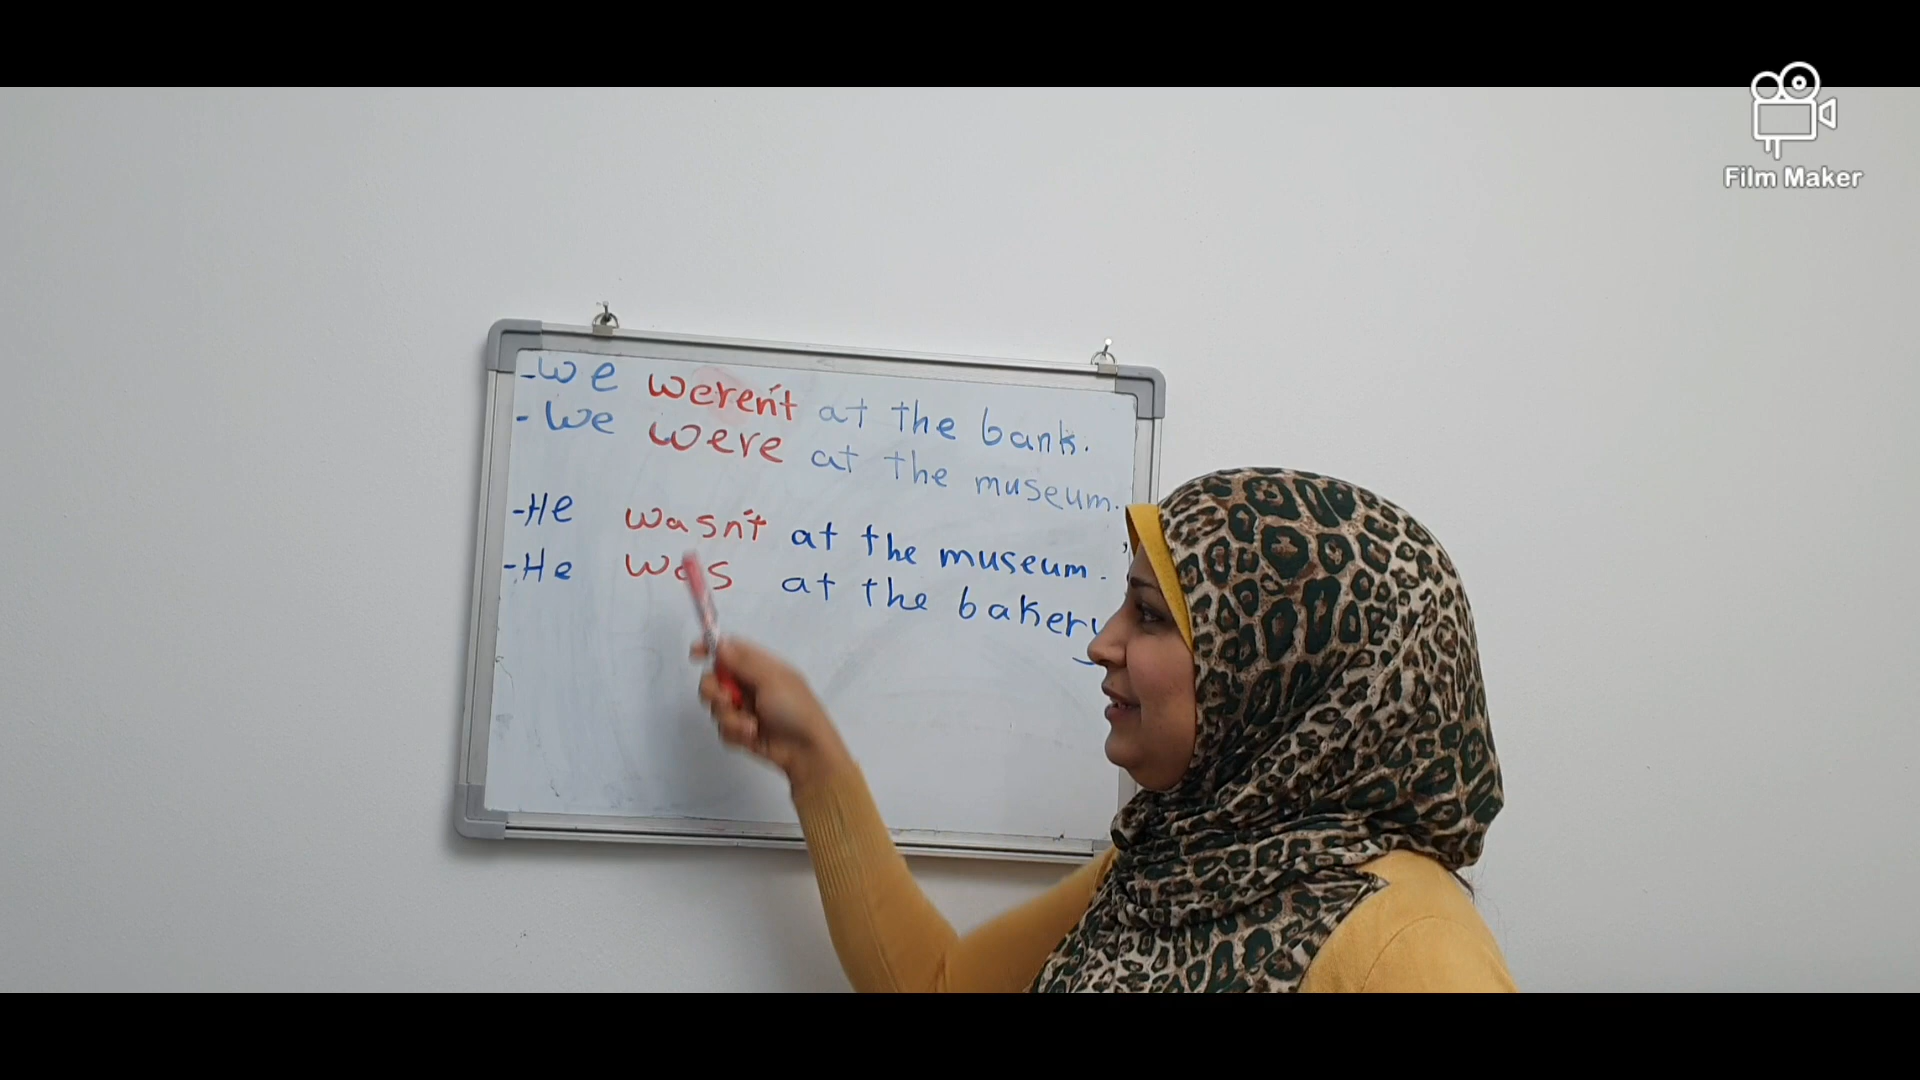 Film Maker
-we weren't at the bank.
- We were at the museum.
-He wasn't at the museum.
-He was at the bakery